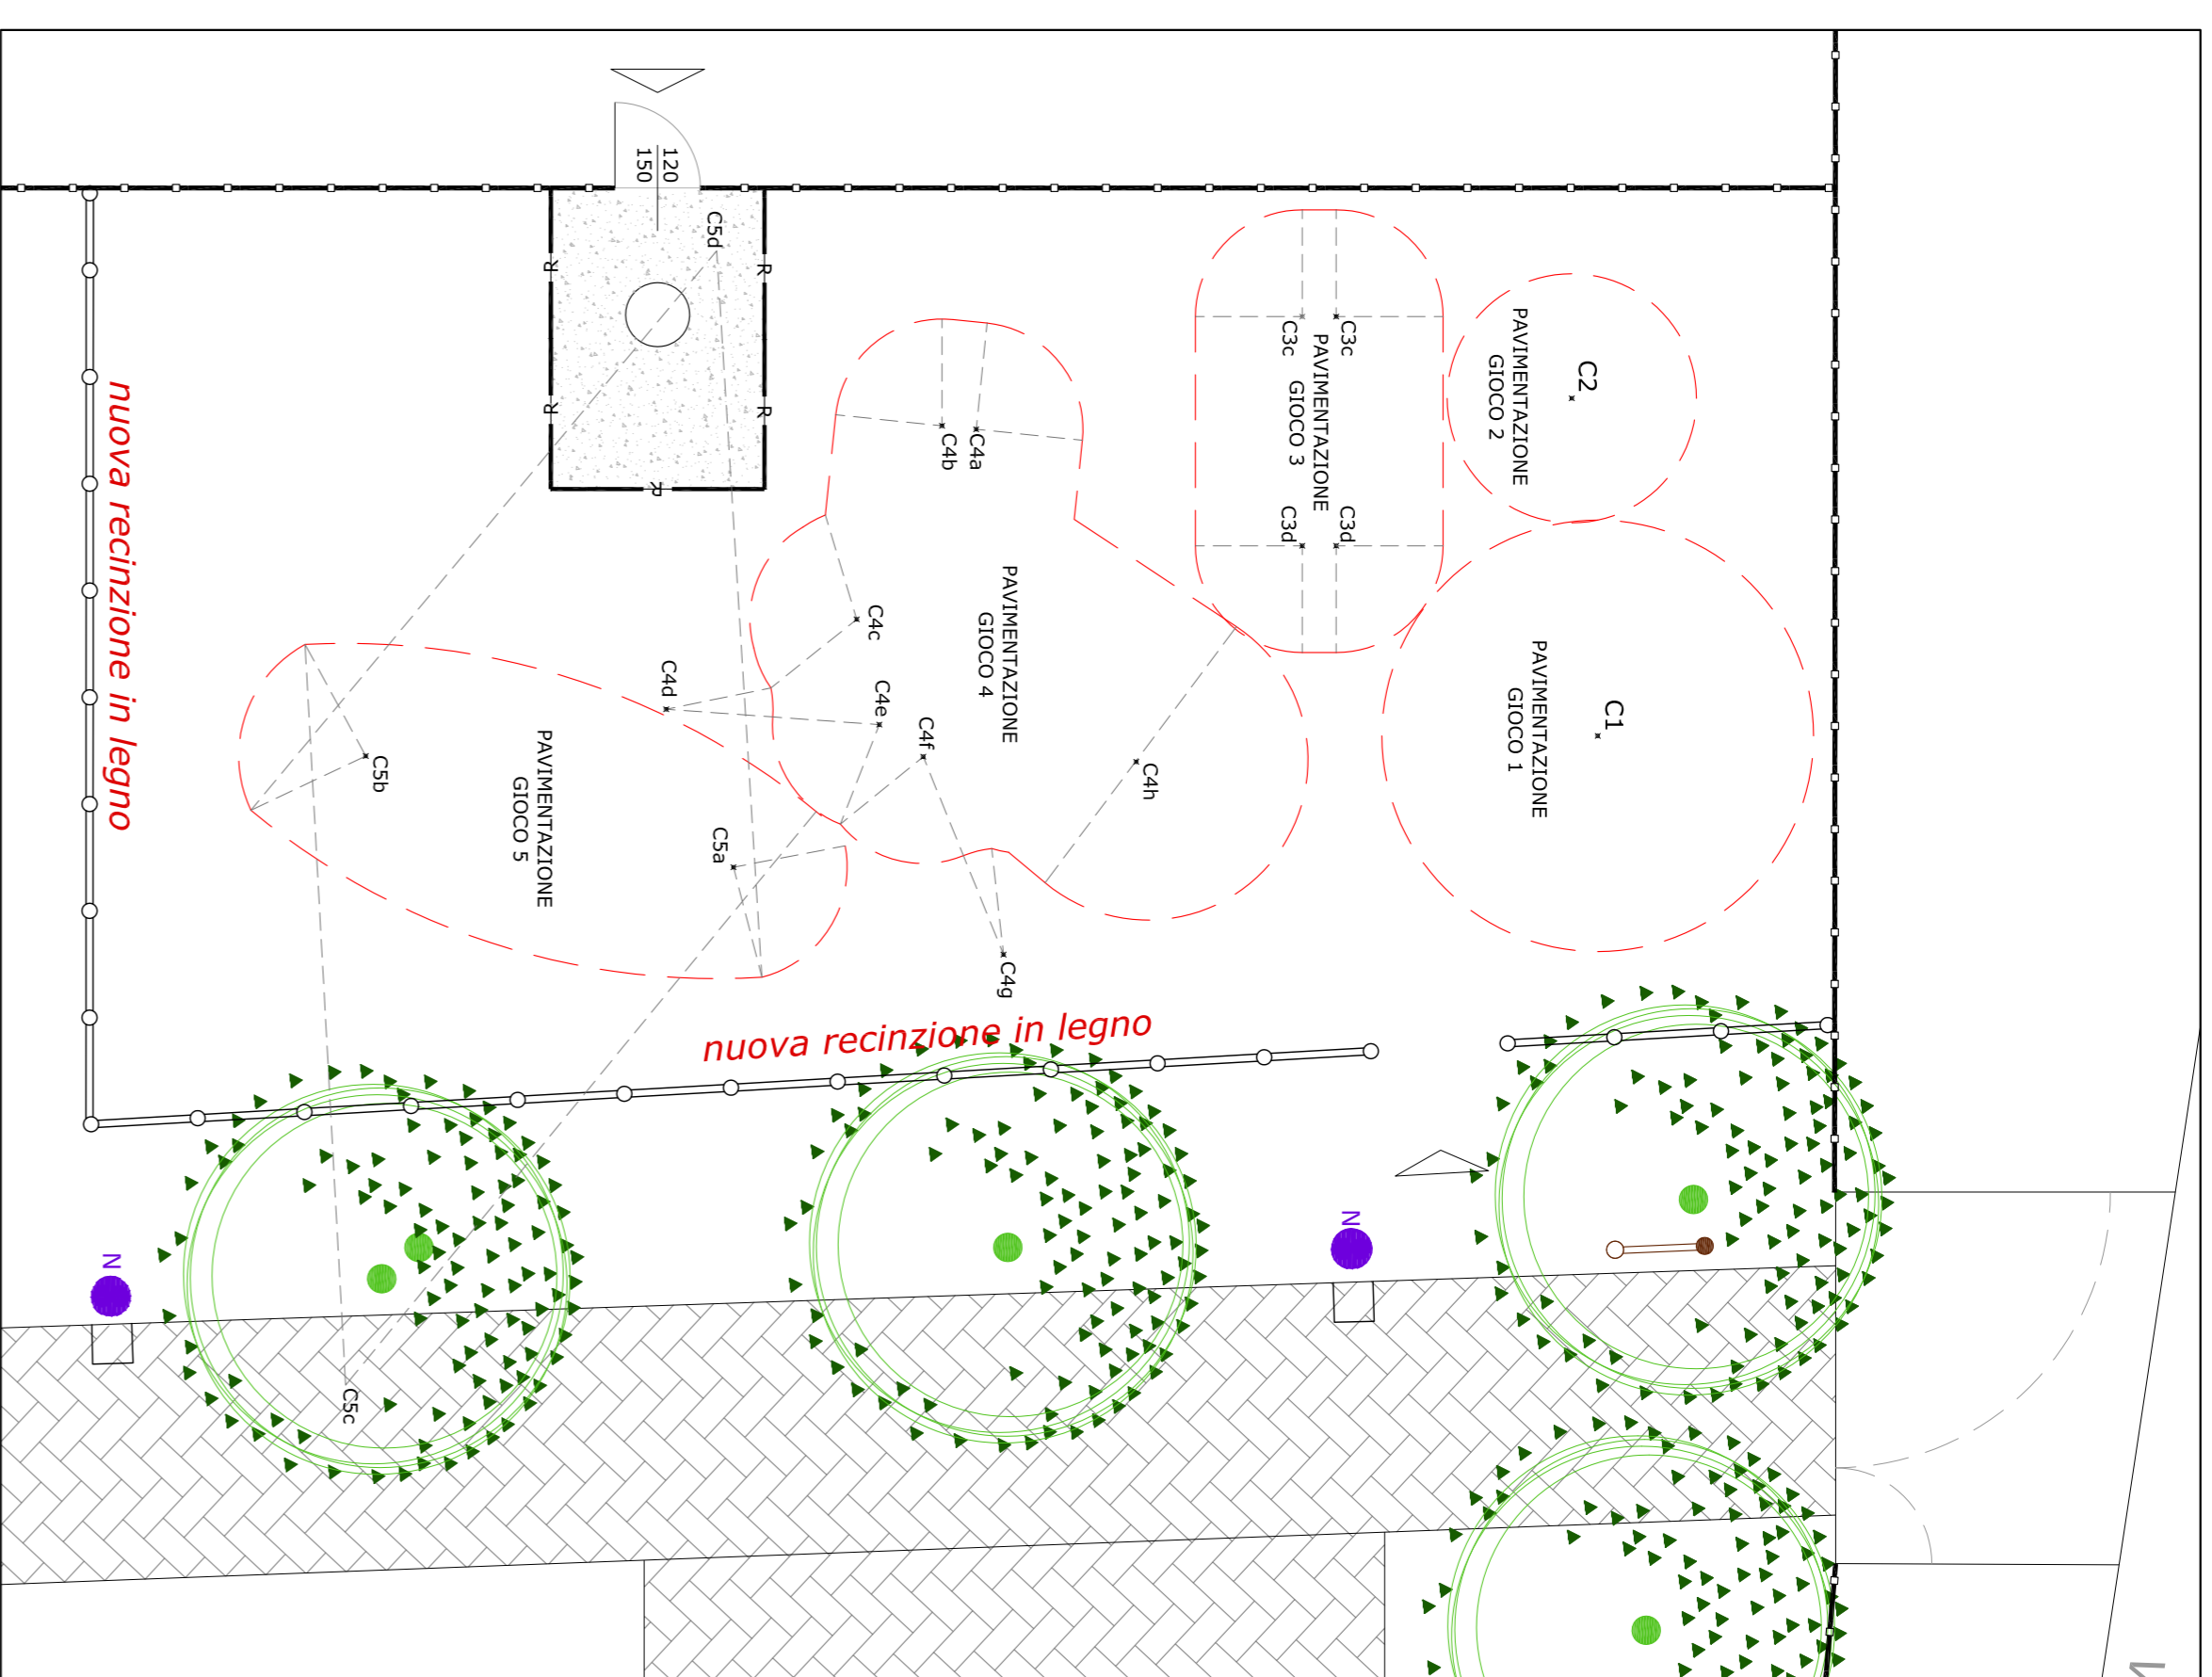 120
150
C5d
R
R
R
R
R
C2
PAVIMENTAZIONE
GIOCO 2
C3c
C3c
PAVIMENTAZIONE
GIOCO 3
C3d
C3d
C4a
C4b
PAVIMENTAZIONE
GIOCO 4
C4c
C4d
C4e
C4f
C4h
C4g
C1
PAVIMENTAZIONE
GIOCO 1
C5b
PAVIMENTAZIONE
GIOCO 5
C5a
C5c
nuova recinzione in legno
nuova recinzione in legno
N
N